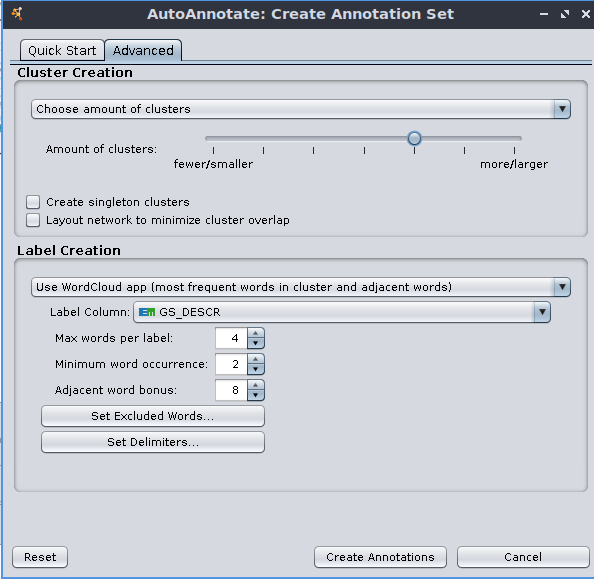 AutoAnnotate: Create Annotation Set
Quick Start Advanced
Cluster Creation
Choose amount of clusters
Amount of clusters:
fewer/smaller more/larger
Create singleton clusters
Layout network to minimize cluster overlap
Label Creation
Use WordCloud app (most frequent words in cluster and adjacent words)
Label Column: EM GS_DESCR
Max words per label: 4
Minimum word occurrence: 2
Adjacent word bonus: 8
Set Excluded Words...
Set Delimiters...
Reset Create Annotations Cancel